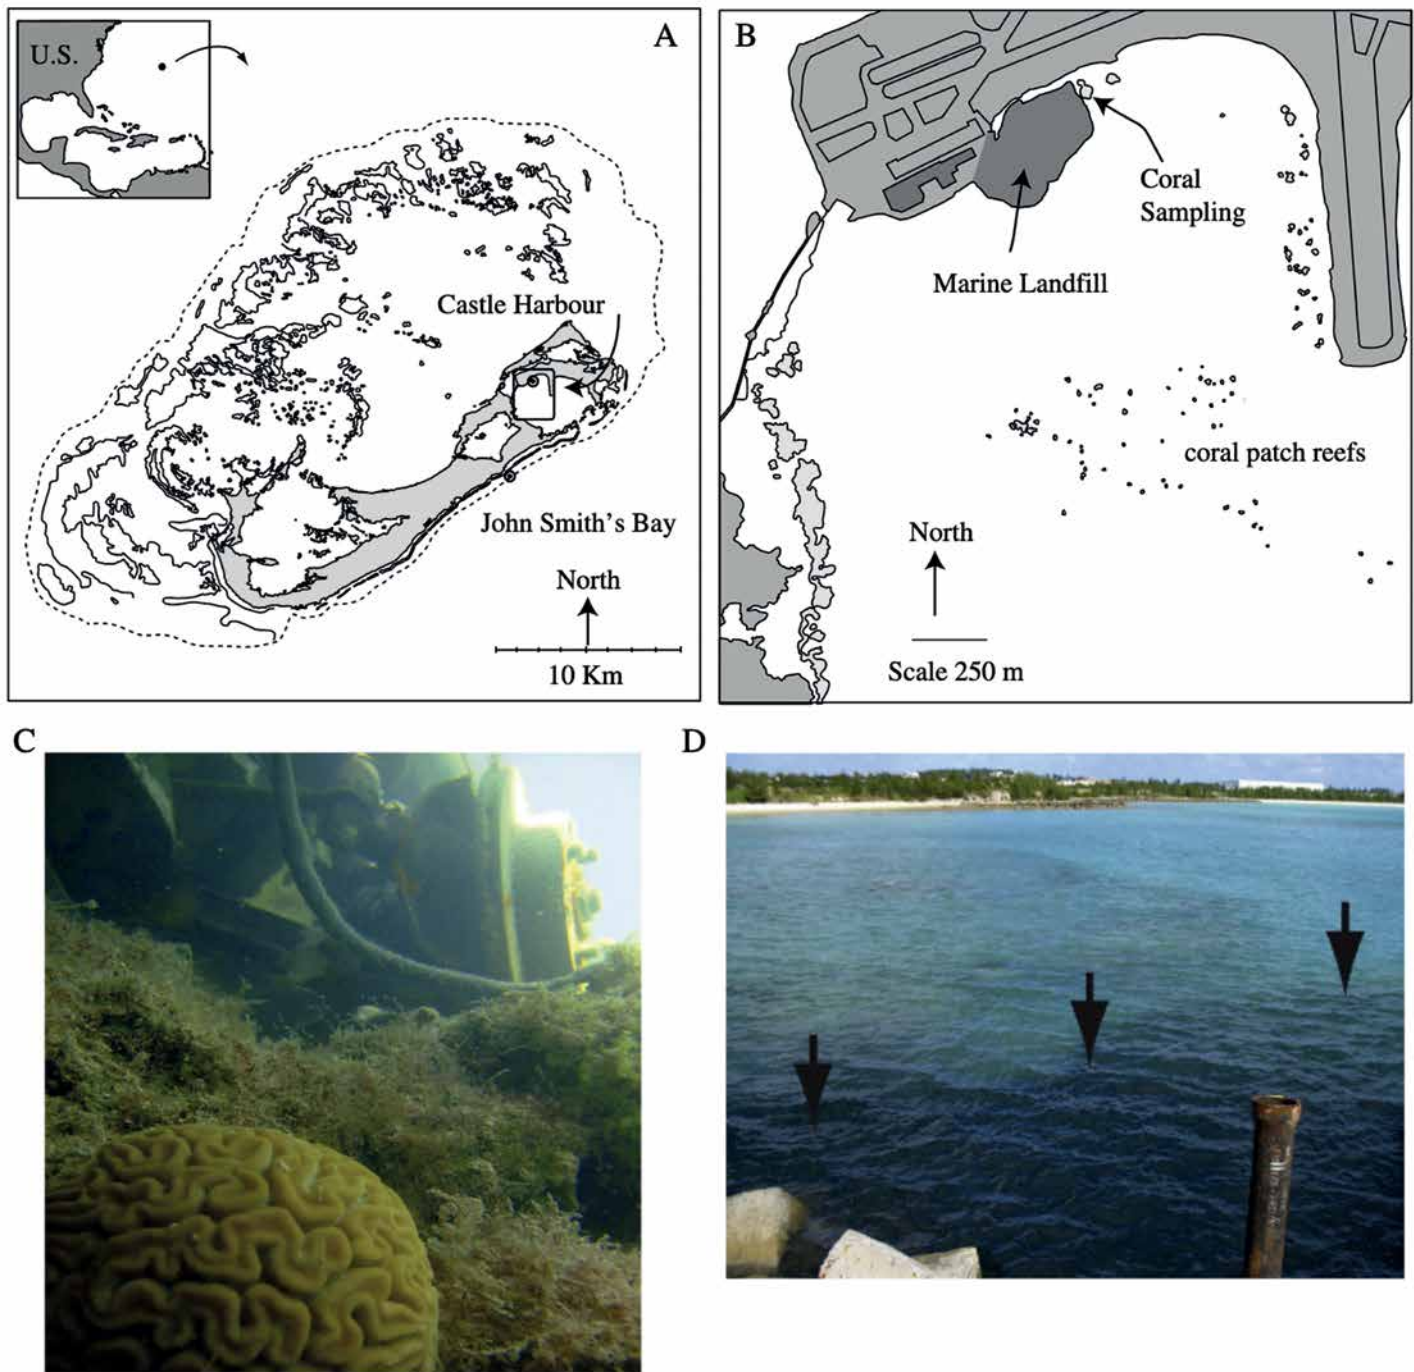 A
U.S.
Castle Harbour
John Smith's Bay
North
10 Km
B
Coral
Sampling
Marine Landfill
coral patch reefs
North
Scale 250 m
C
D